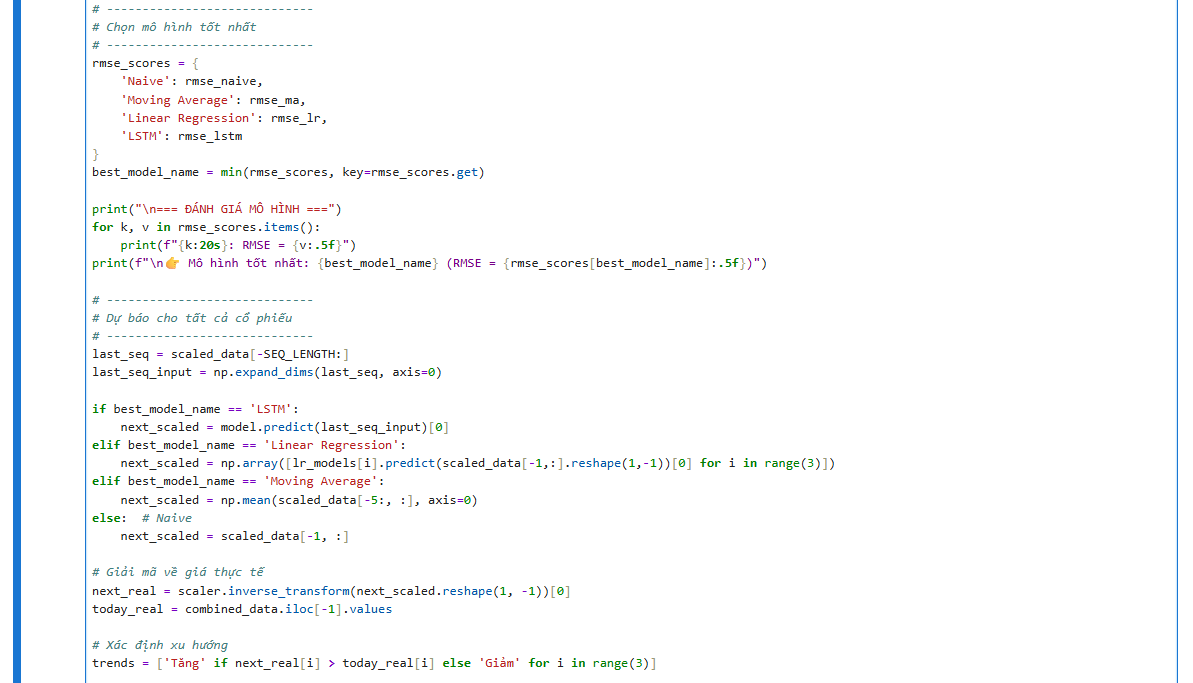 # -----------------------------
# Chọn mô hình tốt nhất
# -----------------------------
rmse_scores = {
    'Naive': rmse_naive,
    'Moving Average': rmse_ma,
    'Linear Regression': rmse_lr,
    'LSTM': rmse_lstm
}
best_model_name = min(rmse_scores, key=rmse_scores.get)

print("\n=== ĐÁNH GIÁ MÔ HÌNH ===")
for k, v in rmse_scores.items():
    print(f"{k:20s}: RMSE = {v:.5f}")
print(f"\n👉 Mô hình tốt nhất: {best_model_name} (RMSE = {rmse_scores[best_model_name]:.5f})")

# -----------------------------
# Dự báo cho tất cả cổ phiếu
# -----------------------------
last_seq = scaled_data[-SEQ_LENGTH:]
last_seq_input = np.expand_dims(last_seq, axis=0)

if best_model_name == 'LSTM':
    next_scaled = model.predict(last_seq_input)[0]
elif best_model_name == 'Linear Regression':
    next_scaled = np.array([lr_models[i].predict(scaled_data[-1,:].reshape(1,-1))[0] for i in range(3)])
elif best_model_name == 'Moving Average':
    next_scaled = np.mean(scaled_data[-5:, :], axis=0)
else:  # Naive
    next_scaled = scaled_data[-1, :]

# Giải mã về giá thực tế
next_real = scaler.inverse_transform(next_scaled.reshape(1, -1))[0]
today_real = combined_data.iloc[-1].values

# Xác định xu hướng
trends = ['Tăng' if next_real[i] > today_real[i] else 'Giảm' for i in range(3)]